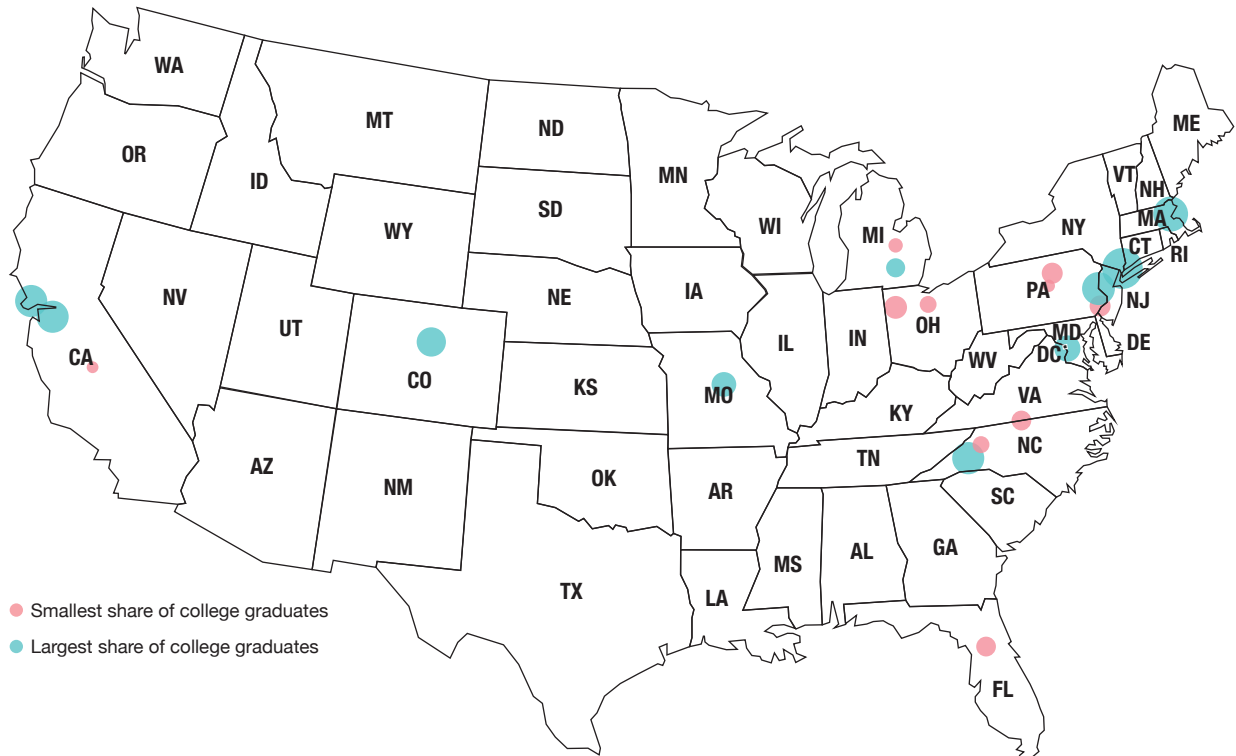 WA
MT
ND
MN
ME
OR
ID
SD
WI
MI
VT
NH
NY
MA
CT
RI
WY
IA
NE
PA
NJ
NV
UT
CO
IL
IN
OH
MD
DE
DC
WV
CA
KS
MO
KY
VA
AZ
NM
OK
AR
TN
NC
SC
TX
LA
MS
AL
GA
FL
Smallest share of college graduates
Largest share of college graduates